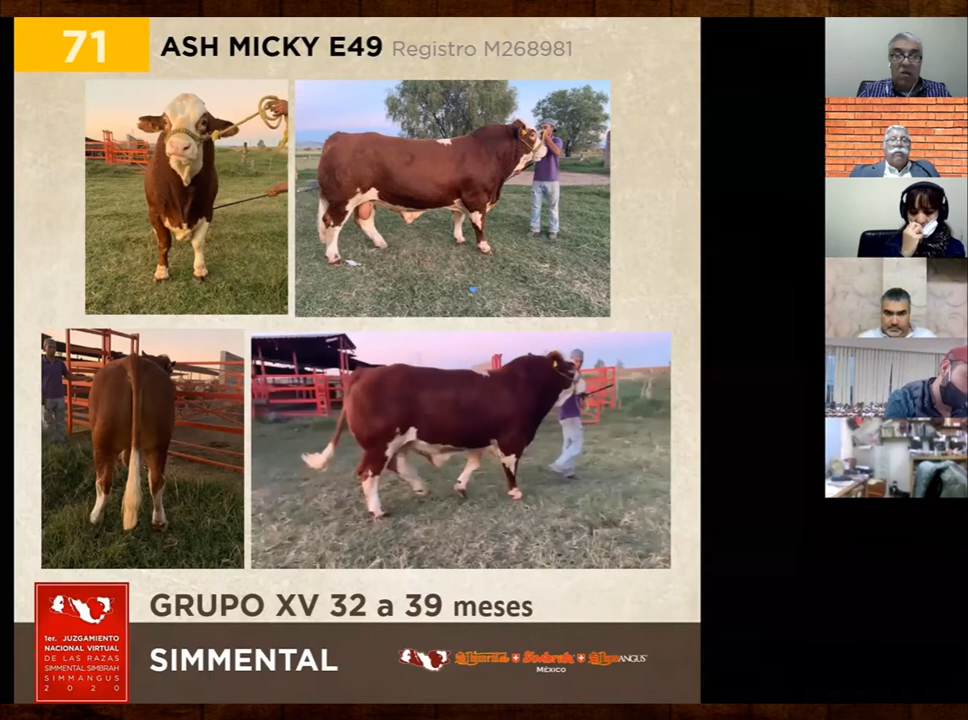 71
ASH MICKY E49 Registro M268981
GRUPO XV 32 a 39 meses
1er. JUZGAMIENTO
NACIONAL VIRTUAL
DE LAS RAZAS
SIMMENTAL SIMBRAH
SIMMANGUS
2020
SIMMENTAL
MÉXICO